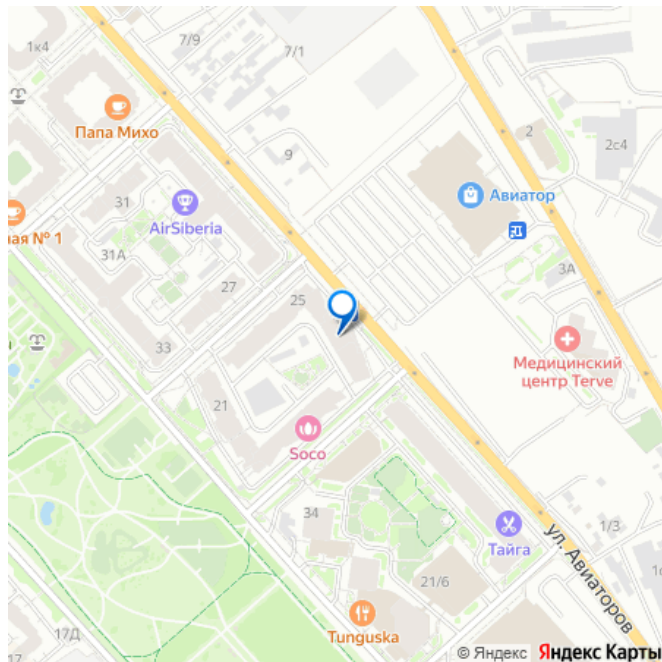 1к4
7/9
7/1
Папа Михо
9
2
2с4
31
AirSiberia
Авиатор
ная № 1
31А
27
25
3А
33
Медицинский
центр Terve
21
Soco
34
Тайга
1/3
ул. Авиаторов
21/6
17Д
17
Tunguska
© Яндекс Яндекс Карты